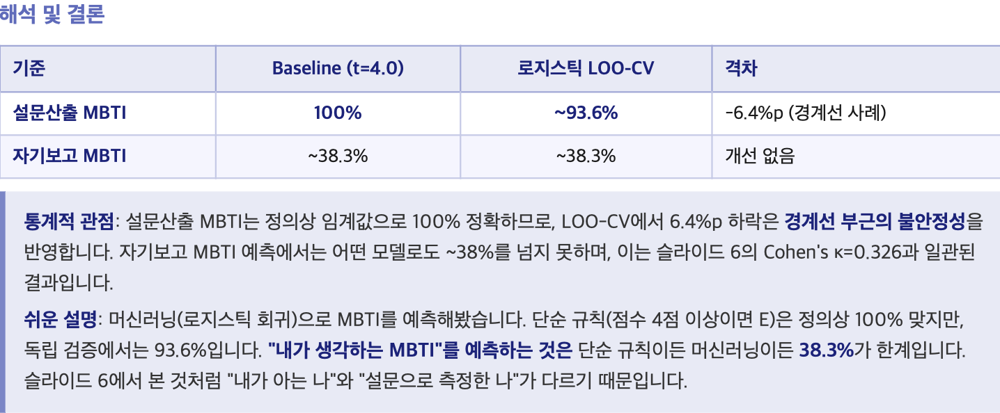 해석 및 결론
기준 Baseline (t=4.0) 로지스틱 LOO-CV 격차
설문산출 MBTI 100% ~93.6% -6.4%p (경계선 사례)
자기보고 MBTI ~38.3% ~38.3% 개선 없음
통계적 관점: 설문산출 MBTI는 정의상 임계값으로 100% 정확하므로, LOO-CV에서 6.4%p 하락은 경계선 부근의 불안정성을
반영합니다. 자기보고 MBTI 예측에서는 어떤 모델로도 ~38%를 넘지 못하며, 이는 슬라이드 6의 Cohen's κ=0.326과 일관된
결과입니다.
쉬운 설명: 머신러닝(로지스틱 회귀)으로 MBTI를 예측해봤습니다. 단순 규칙(점수 4점 이상이면 E)은 정의상 100% 맞지만,
독립 검증에서는 93.6%입니다. "내가 생각하는 MBTI"를 예측하는 것은 단순 규칙이든 머신러닝이든 38.3%가 한계입니다.
슬라이드 6에서 본 것처럼 "내가 아는 나"와 "설문으로 측정한 나"가 다르기 때문입니다.